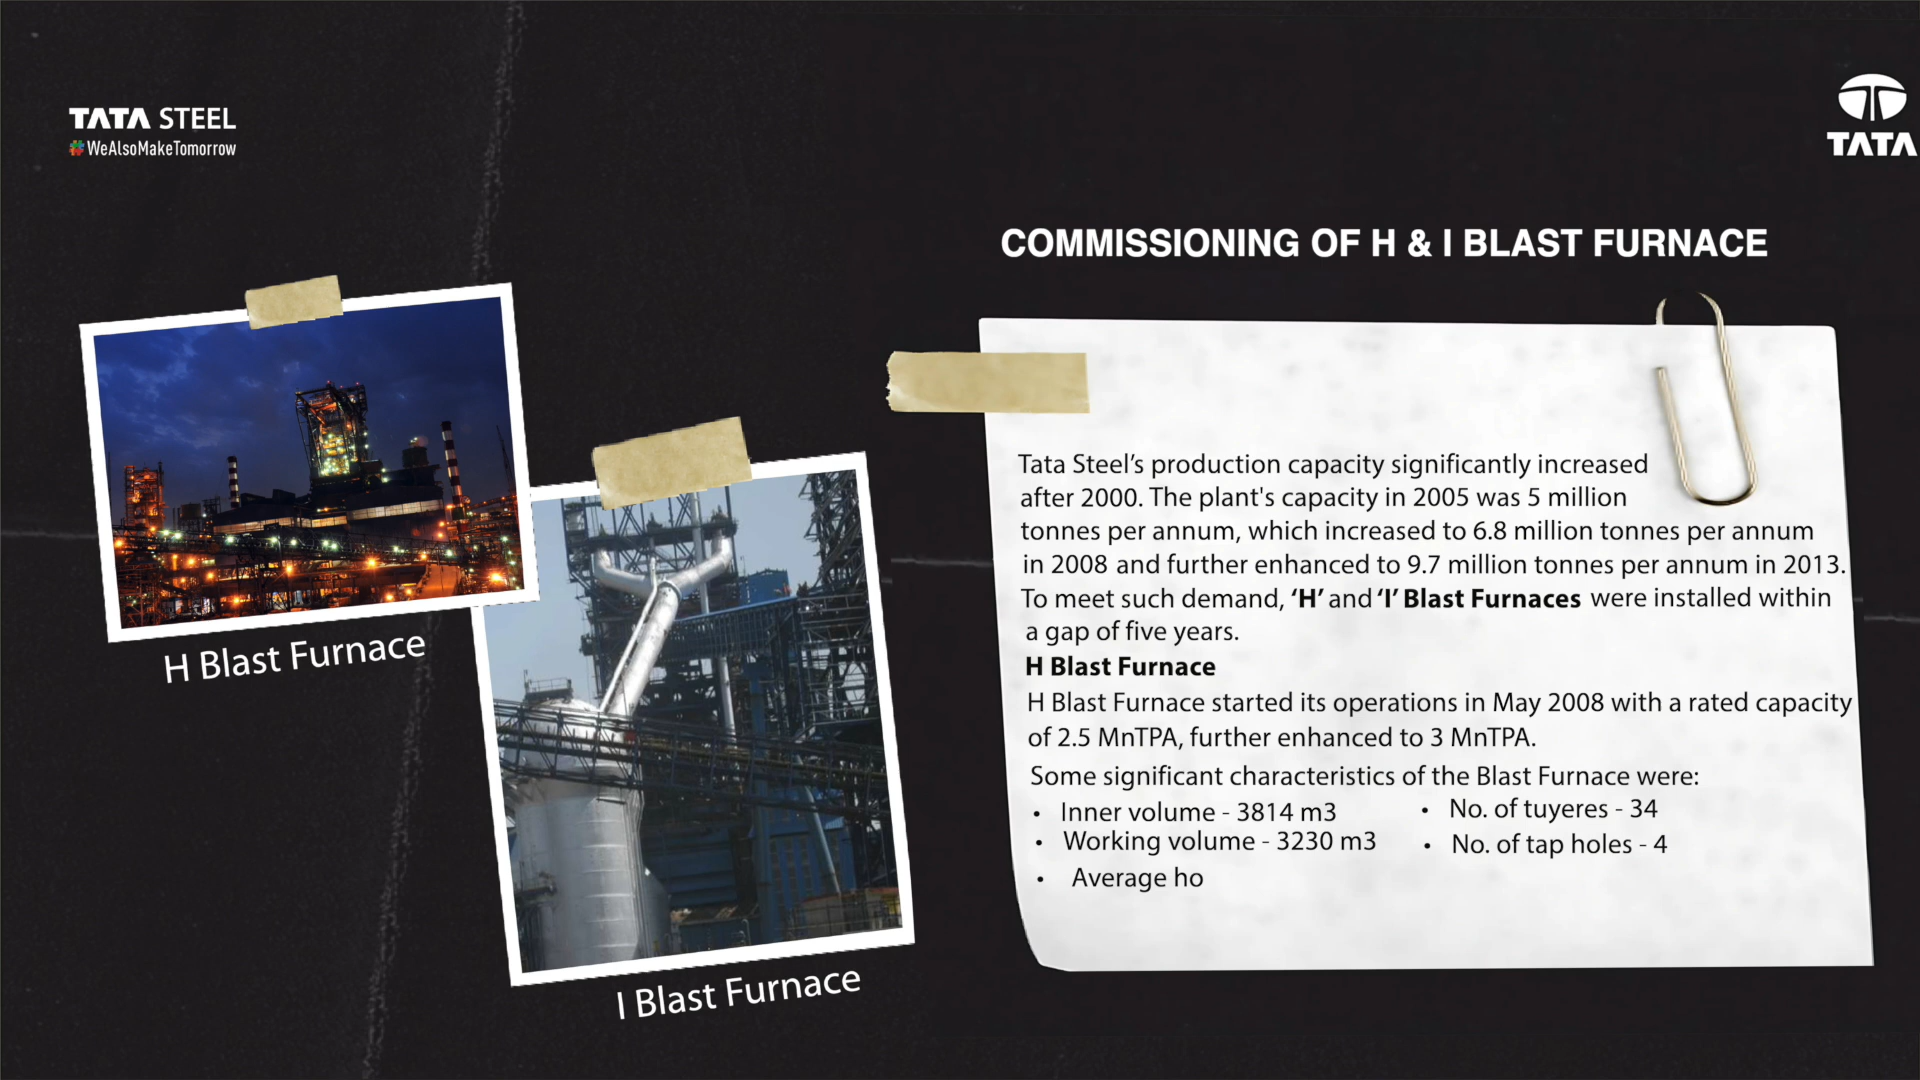 TATA STEEL
#WeAlsoMakeTomorrow
TATA
COMMISSIONING OF H & I BLAST FURNACE
Tata Steel’s production capacity significantly increased
after 2000. The plant's capacity in 2005 was 5 million
tonnes per annum, which increased to 6.8 million tonnes per annum
in 2008 and further enhanced to 9.7 million tonnes per annum in 2013.
To meet such demand, ‘H’ and ‘I’ Blast Furnaces were installed within
a gap of five years.
H Blast Furnace
H Blast Furnace started its operations in May 2008 with a rated capacity
of 2.5 MnTPA, further enhanced to 3 MnTPA.
Some significant characteristics of the Blast Furnace were:
• Inner volume - 3814 m3
• Working volume - 3230 m3
• Average ho
• No. of tuyeres - 34
• No. of tap holes - 4
H Blast Furnace
I Blast Furnace